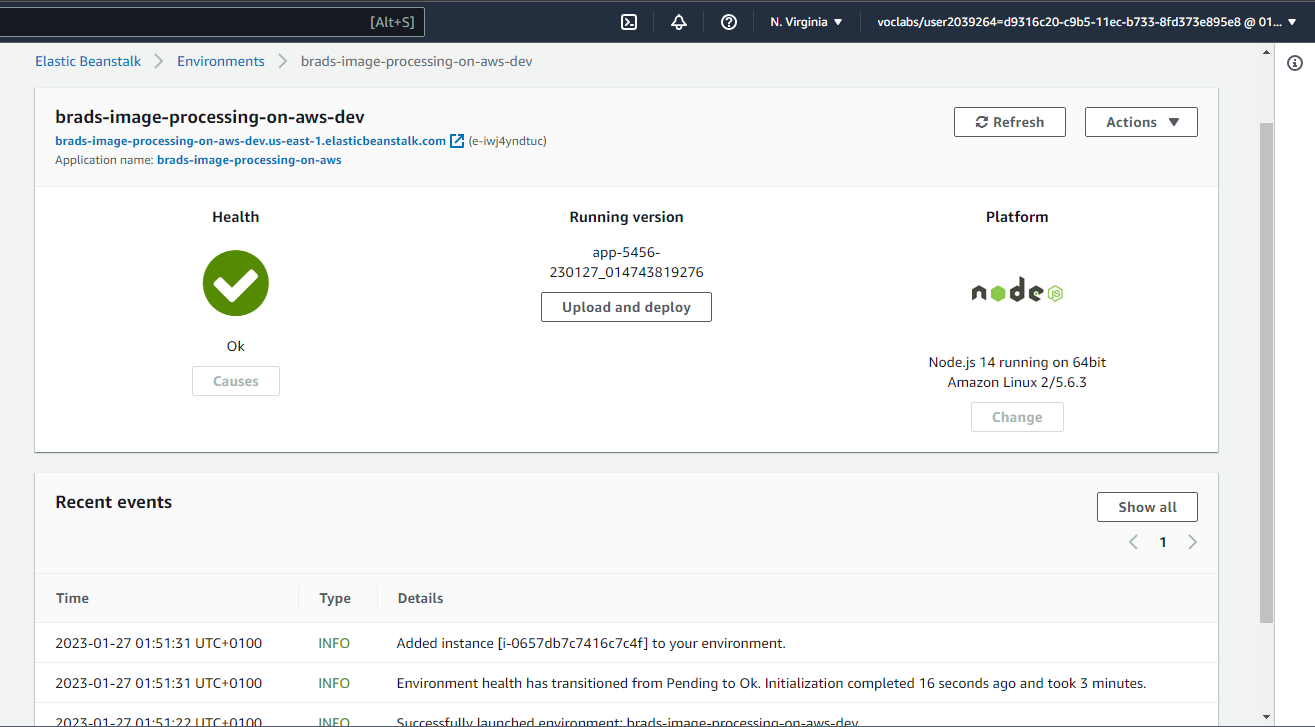 [Alt+S]
N. Virginia
voclabs/user2039264=d9316c20-c9b5-11ec-b733-8fd373e895e8 @ 01...
Elastic Beanstalk
Environments
brads-image-processing-on-aws-dev
brads-image-processing-on-aws-dev
brads-image-processing-on-aws-dev.us-east-1.elasticbeanstalk.com (e-iwj4yndtuc)
Application name: brads-image-processing-on-aws
Refresh
Actions
Health
Ok
Causes
Running version
app-5456-
230127_014743819276
Upload and deploy
Platform
node JS
Node.js 14 running on 64bit
Amazon Linux 2/5.6.3
Change
Recent events
Show all
1
Time Type Details
2023-01-27 01:51:31 UTC+0100 INFO Added instance [i-0657db7c7416c7c4f] to your environment.
2023-01-27 01:51:31 UTC+0100 INFO Environment health has transitioned from Pending to Ok. Initialization completed 16 seconds ago and took 3 minutes.
2023-01-27 01:51:22 UTC+0100 INFO Successfully launched environment: brads-image-processing-on-aws-dev